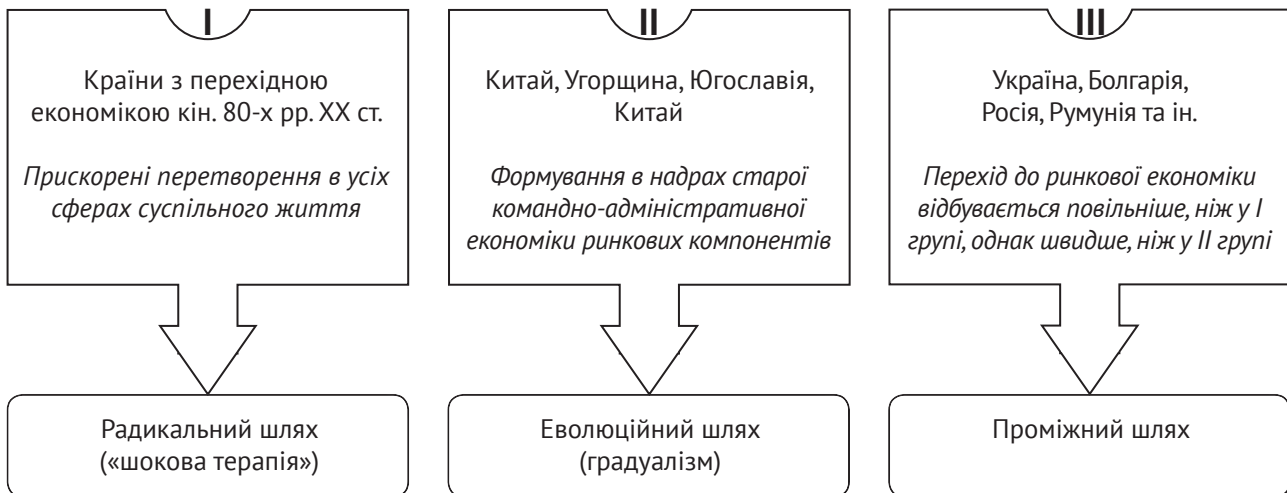 I
Країни з перехідною
економікою кін. 80-х рр. XX ст.
Прискорені перетворення в усіх
сферах суспільного життя
Радикальний шлях
(«шокова терапія»)
II
Китай, Угорщина, Югославія,
Китай
Формування в надрах старої
командно-адміністративної
економіки ринкових компонентів
Еволюційний шлях
(градуалізм)
III
Україна, Болгарія,
Росія, Румунія та ін.
Перехід до ринкової економіки
відбувається повільніше, ніж у І
групі, однак швидше, ніж у ІІ групі
Проміжний шлях